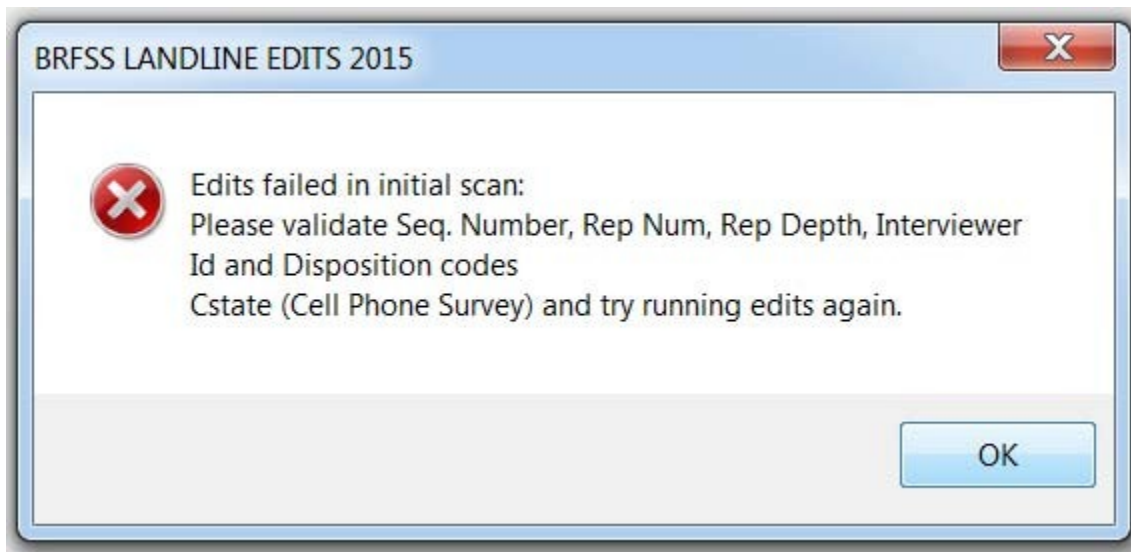 BRFSS LANDLINE EDITS 2015
Edits failed in initial scan:
Please validate Seq. Number, Rep Num, Rep Depth, Interviewer
Id and Disposition codes
Cstate (Cell Phone Survey) and try running edits again.
OK